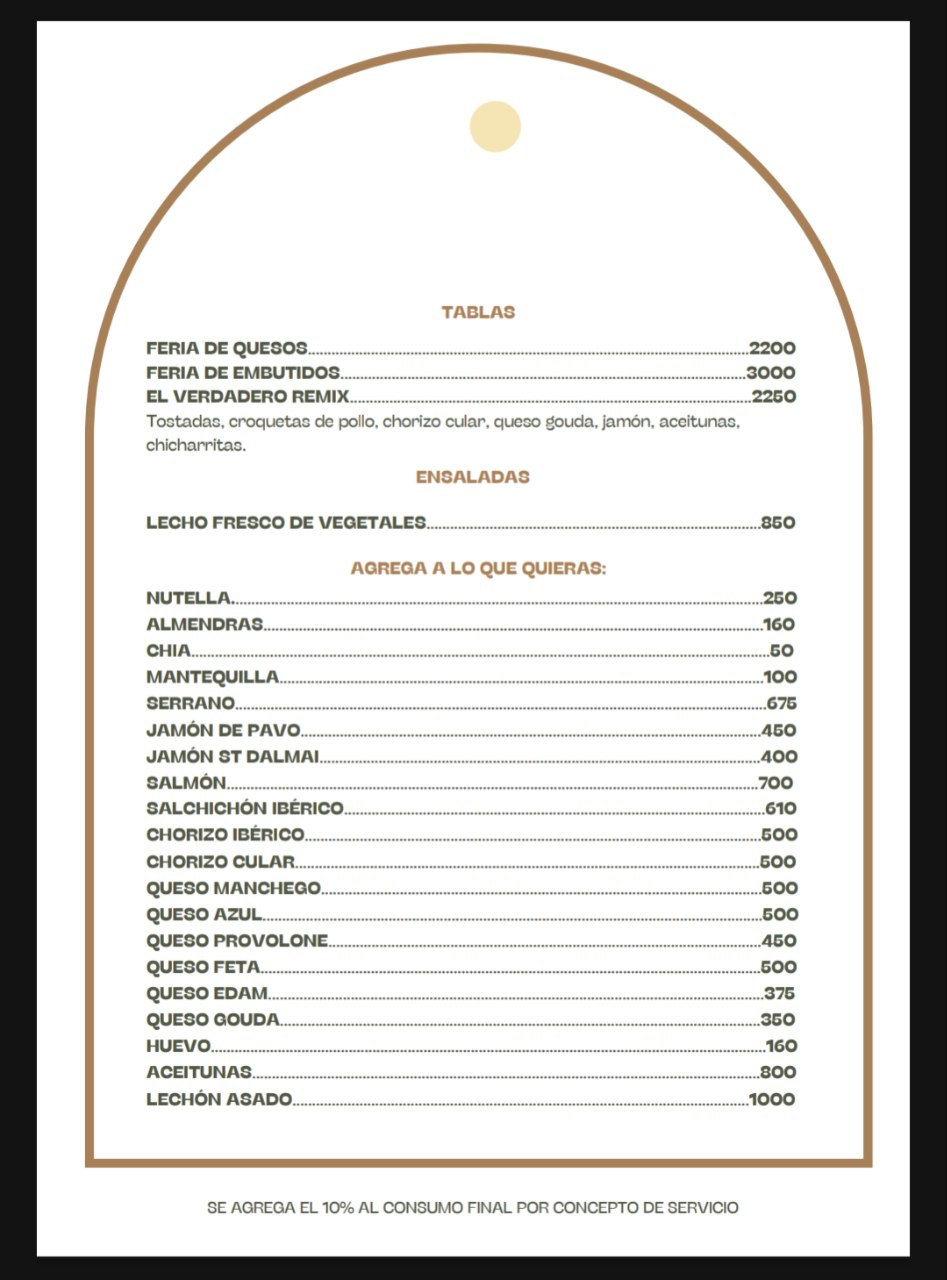 TABLAS
FERIA DE QUESOS...2200
FERIA DE EMBUTIDOS...3000
EL VERDADERO REMIX...2250
Tostadas, croquetas de pollo, chorizo cular, queso gouda, jamón, aceitunas,
chicharritas.
ENSALADAS
LECHO FRESCO DE VEGETALES...850
AGREGA A LO QUE QUIERAS:
NUTELLA...250
ALMENDRAS...160
CHIA...50
MANTEQUILLA...100
SERRANO...675
JAMÓN DE PAVO...450
JAMÓN ST DALMAI...400
SALMÓN...700
SALCHICHÓN IBÉRICO...610
CHORIZO IBÉRICO...500
CHORIZO CULAR...500
QUESO MANCHEGO...500
QUESO AZUL...500
QUESO PROVOLONE...450
QUESO FETA...500
QUESO EDAM...375
QUESO GOUDA...350
HUEVO...160
ACEITUNAS...800
LECHÓN ASADO...1000
SE AGREGA EL 10% AL CONSUMO FINAL POR CONCEPTO DE SERVICIO